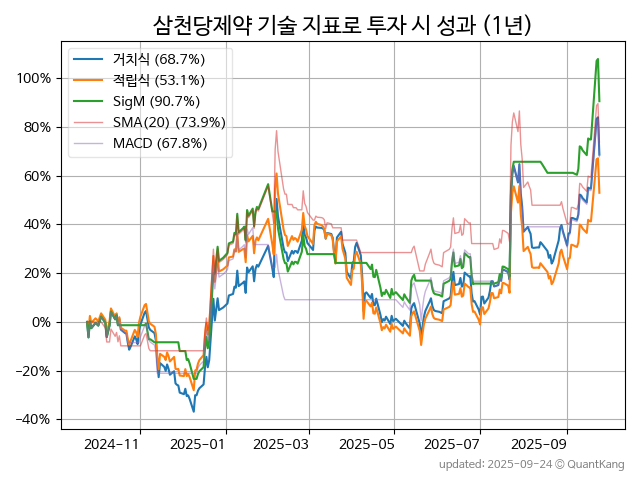 삼천당제약 기술 지표로 투자 시 성과 (1년)
거치식 (68.7%)
적립식 (53.1%)
SigM (90.7%)
SMA(20) (73.9%)
MACD (67.8%)
100%
80%
60%
40%
20%
0%
−20%
−40%
2024-11 2025-01 2025-03 2025-05 2025-07 2025-09
updated: 2025-09-24 © QuantKang